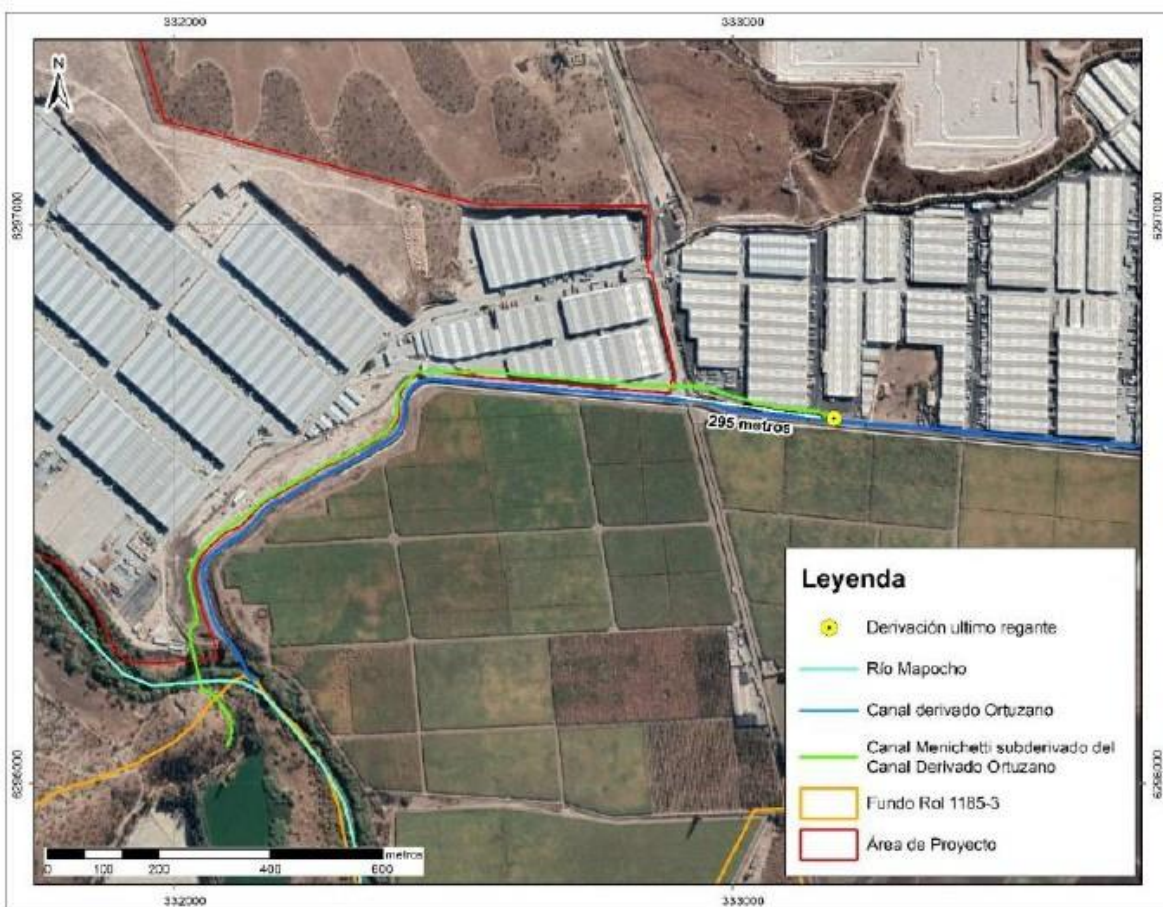 332000
333000
N
6297000
6297000
295 metros
Leyenda
Derivación ultimo regante
Río Mapocho
Canal derivado Ortuzano
Canal Menichetti subderivado del
Canal Derivado Ortuzano
Fundo Rol 1185-3
Área de Proyecto
6296000
6296000
metros
0 100 200 400 600
332000
333000